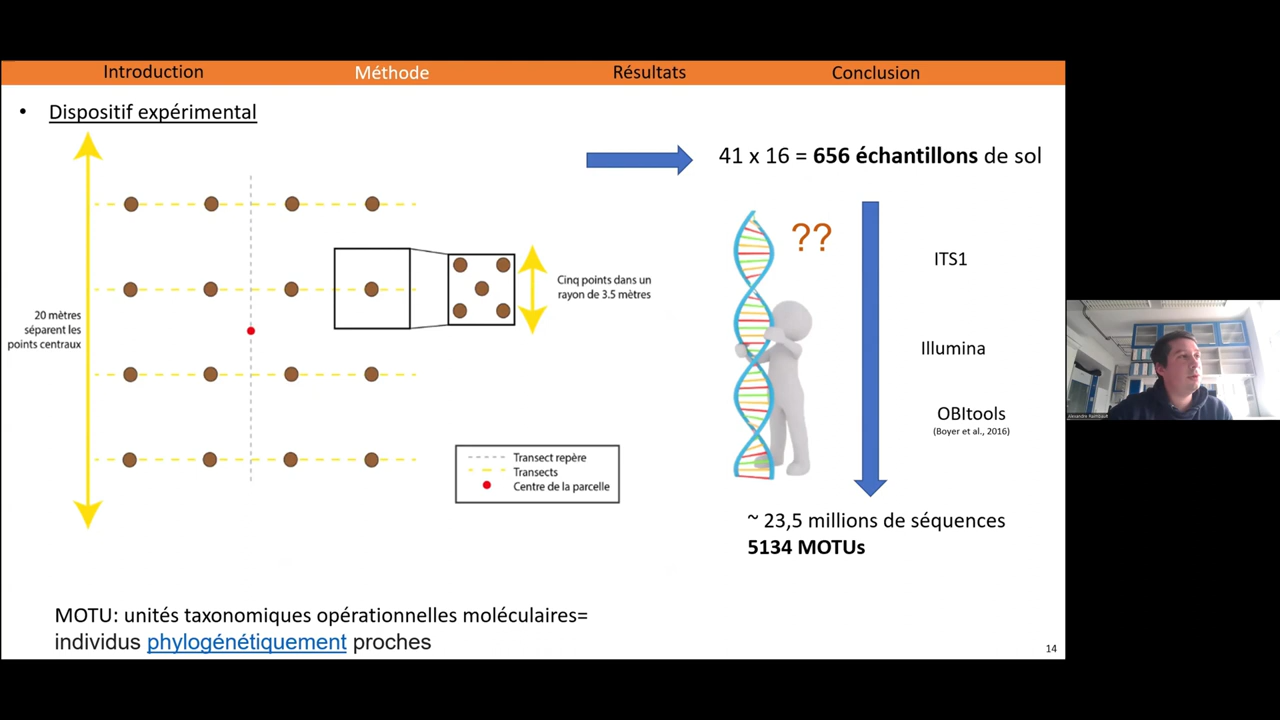 Introduction
Méthode
Résultats
Conclusion
• Dispositif expérimental
20 mètres
séparent les
points centraux
Cinq points dans un
rayon de 3.5 mètres
Transect repère
Transects
Centre de la parcelle
41 x 16 = 656 échantillons de sol
??
ITS1
Illumina
OBItools
(Boyer et al., 2016)
~ 23,5 millions de séquences
5134 MOTUs
MOTU: unités taxonomiques opérationnelles moléculaires=
individus phylogénétiquement proches
14